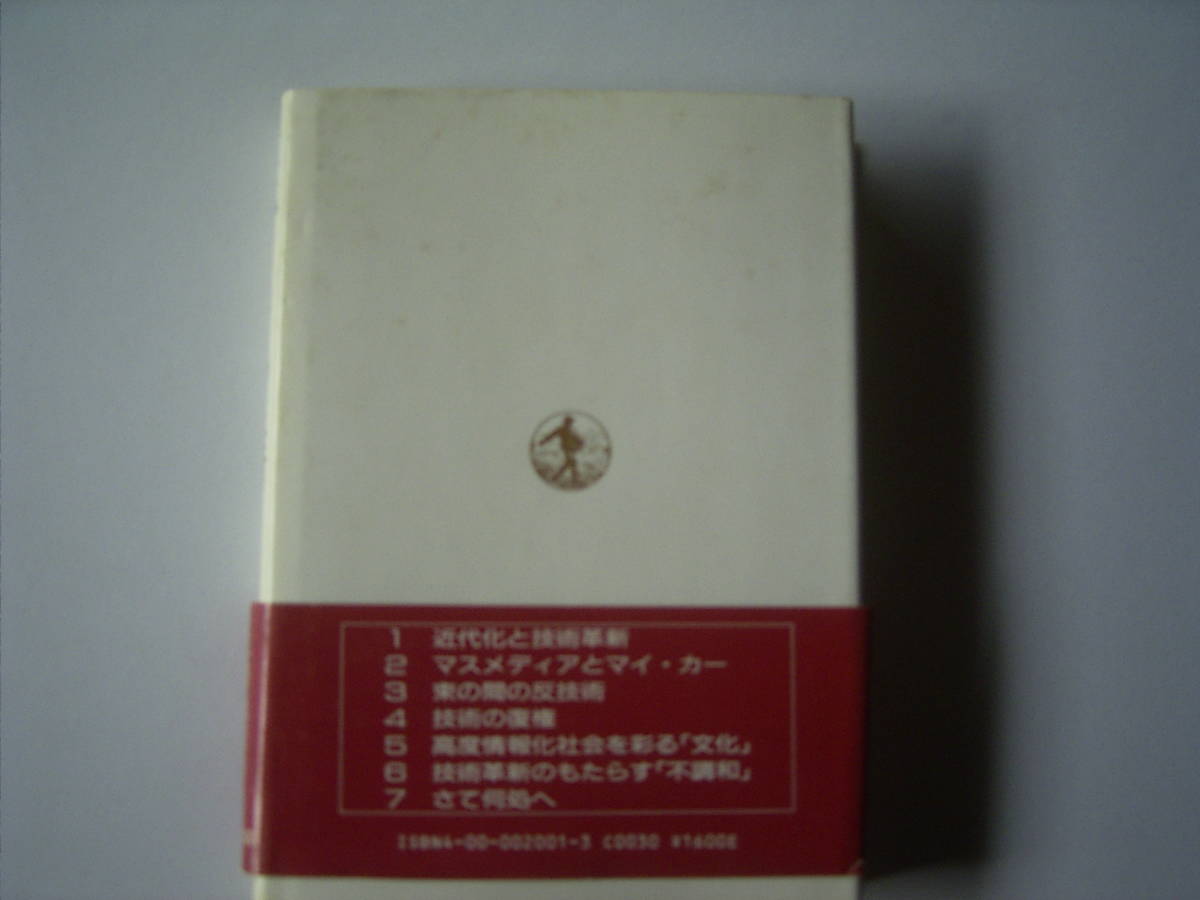 1 近代化と技術革新
2 マスメディアとマイ・カー
3 束の間の反技術
4 技術の復権
5 高度情報化社会を彩る「文化」
6 技術革新のもたらす「不調和」
7 さて何処へ
ISBN4-00-002001-3 C0030 ¥1600E